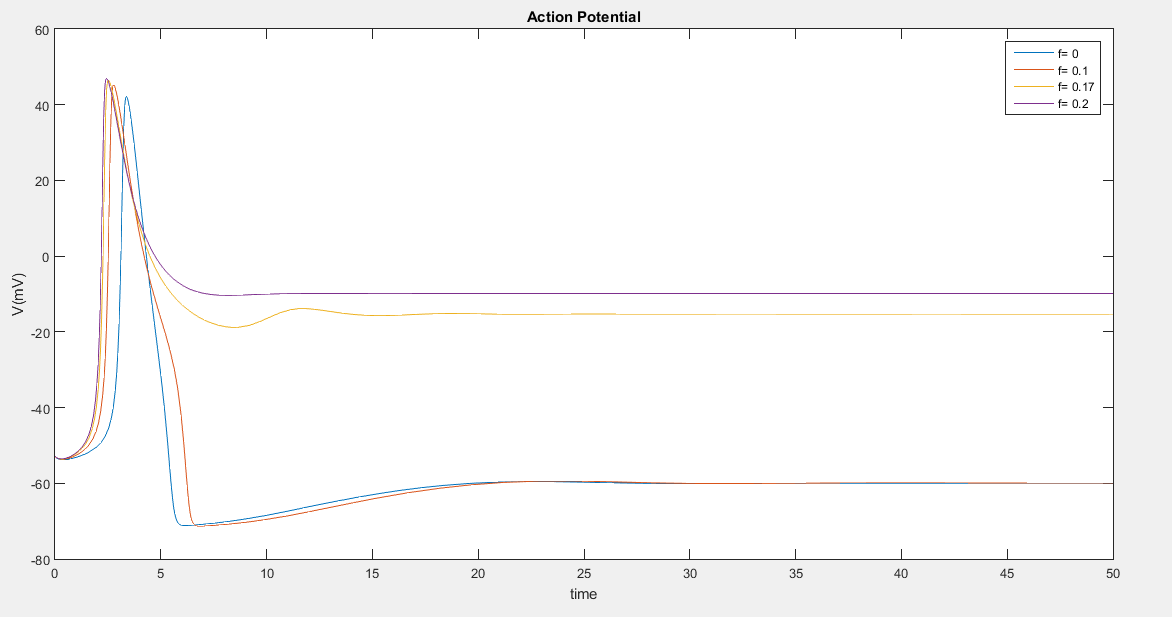 Action Potential
f= 0
f= 0.1
f= 0.17
f= 0.2
60
40
20
0
-20
-40
-60
-80
V(mV)
0 5 10 15 20 25 30 35 40 45 50
time